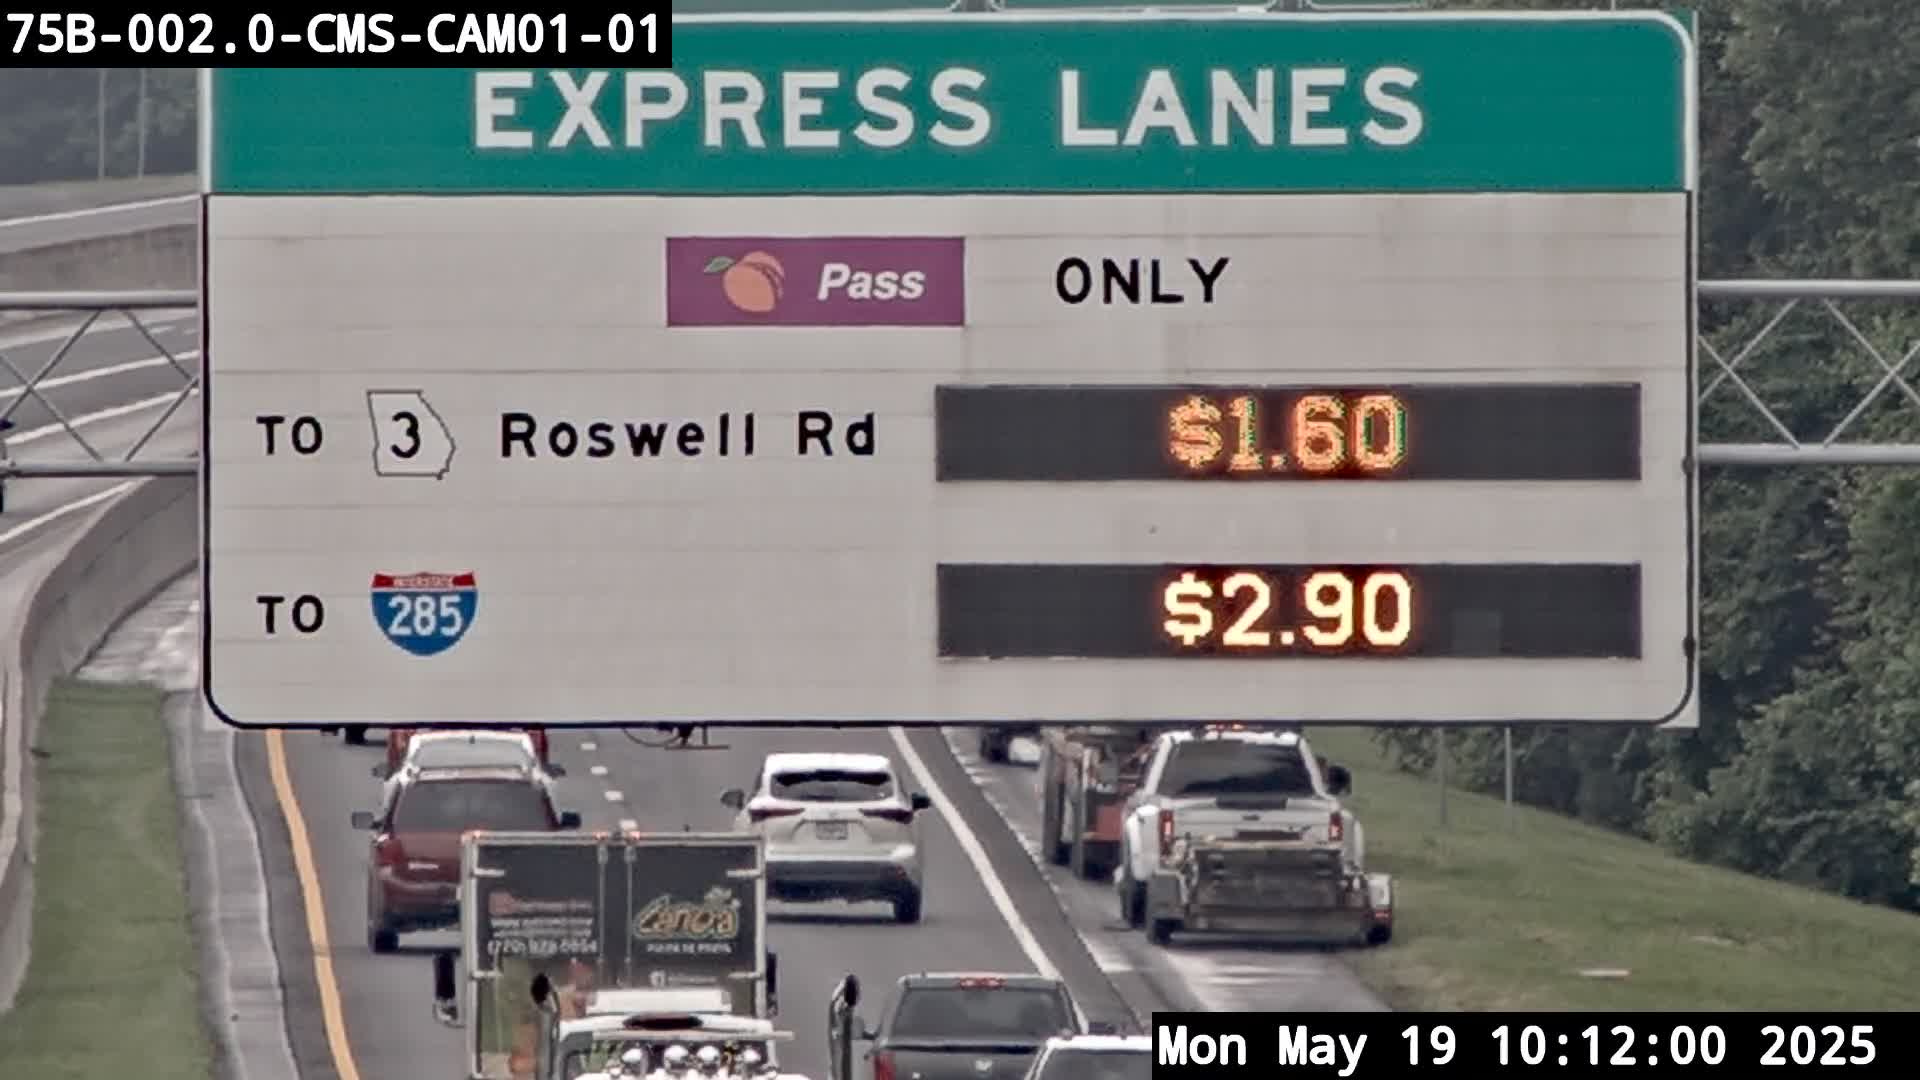 75B-002.0-CMS-CAM01-01
EXPRESS LANES
Pass ONLY
TO 3 Roswell Rd $1.60
TO INTERSTATE 285 $2.90
Mon May 19 10:12:00 2025